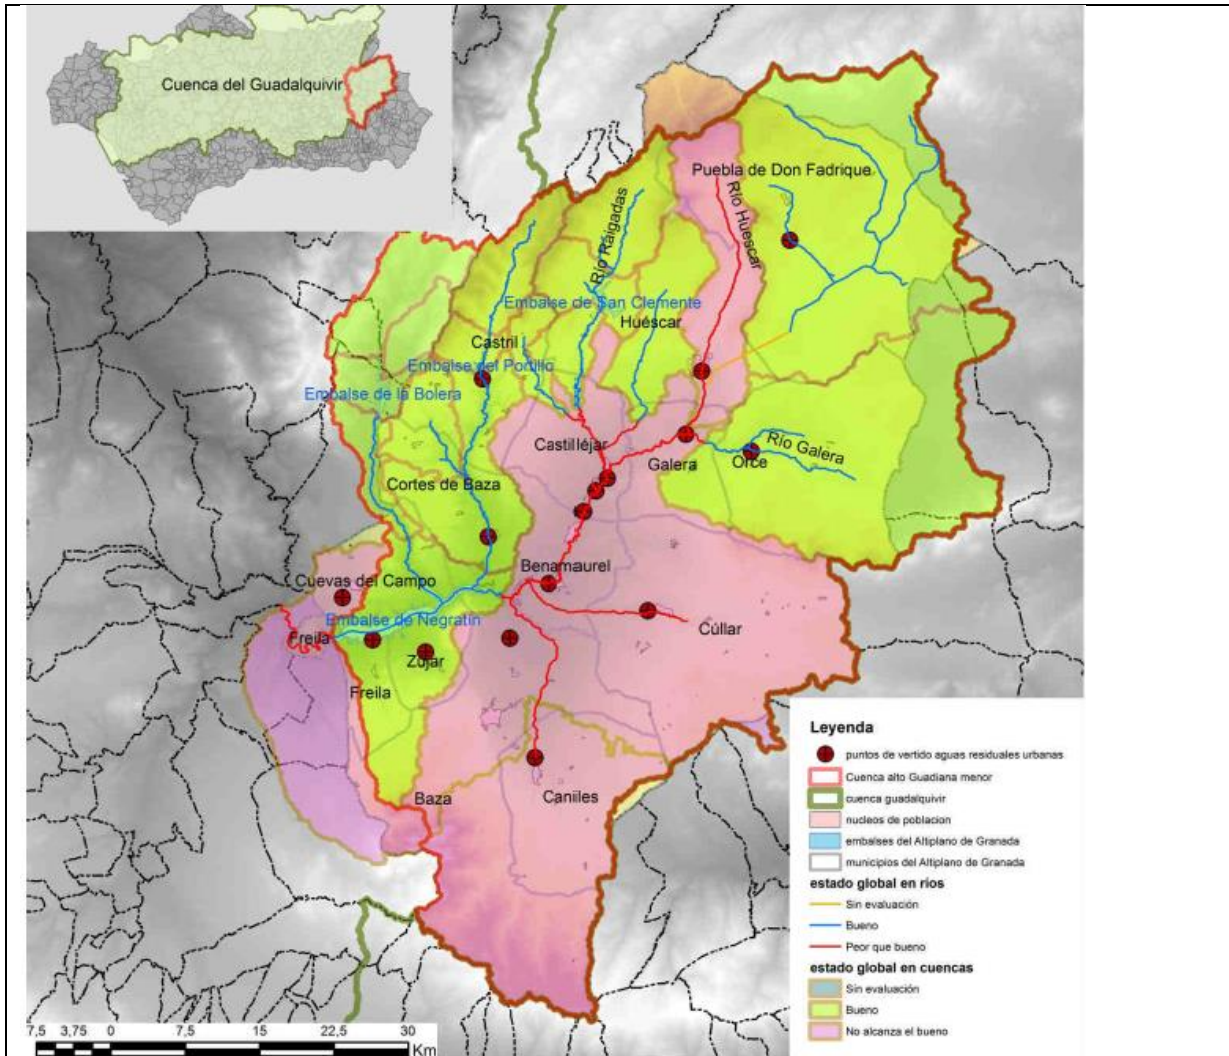 Cuenca del Guadalquivir
Puebla de Don Fadrique
Río Ráigadas
Río Huescar
Embalse de San Clemente
Huéscar
Castril
Embalse del Portillo
Embalse de la Bolera
Castilléjar
Río Galera
Galera
Orce
Cortes de Baza
Benamaurel
Cuevas del Campo
Embalse de Negratín
Freila
Cúllar
Zújar
Freila
Baza
Caniles
Leyenda
puntos de vertido aguas residuales urbanas
Cuenca alto Guadiana menor
cuenca guadalquivir
nucleos de poblacion
embalses del Altiplano de Granada
municipios del Altiplano de Granada
estado global en ríos
Sin evaluación
Bueno
Peor que bueno
estado global en cuencas
Sin evaluación
Bueno
No alcanza el bueno
7,5 3,75 0 7,5 15 22,5 30
Km